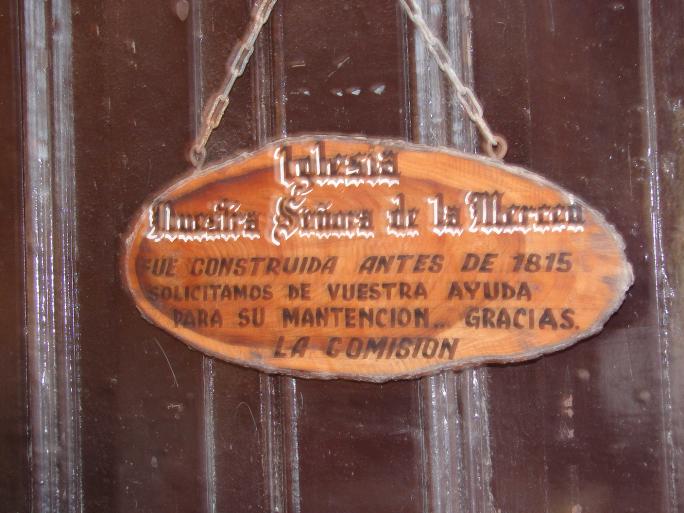 Iglesia
Nuestra Señora de la Merced
FUE CONSTRUIDA ANTES DE 1815
SOLICITAMOS DE VUESTRA AYUDA
PARA SU MANTENCION... GRACIAS.
LA COMISION